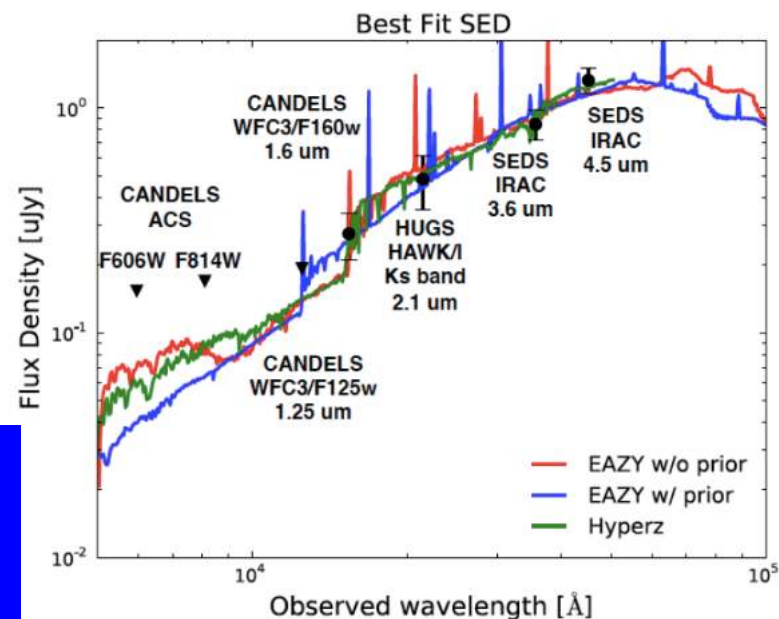 Best Fit SED
Flux Density [uJy]
10⁰
10⁻¹
10⁻²
CANDELS
WFC3/F160w
1.6 um
CANDELS
ACS
F606W F814W
SEDS
IRAC
4.5 um
SEDS
IRAC
3.6 um
HUGS
HAWK/I
Ks band
2.1 um
CANDELS
WFC3/F125w
1.25 um
EAZY w/o prior
EAZY w/ prior
Hyperz
10⁴
10⁵
Observed wavelength [Å]